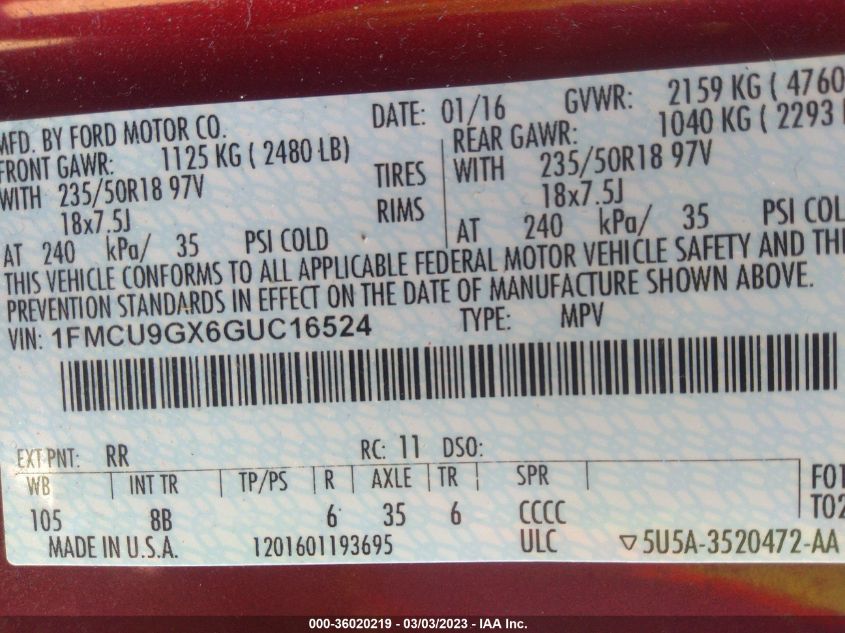 MFD. BY FORD MOTOR CO. DATE: 01/16 GVWR: 2159 KG ( 4760
FRONT GAWR: 1125 KG ( 2480 LB) REAR GAWR: 1040 KG ( 2293
WITH 235/50R18 97V TIRES WITH 235/50R18 97V
18x7.5J RIMS 18x7.5J
AT 240 kPa/ 35 PSI COLD AT 240 kPa/ 35 PSI COL
THIS VEHICLE CONFORMS TO ALL APPLICABLE FEDERAL MOTOR VEHICLE SAFETY AND THE
PREVENTION STANDARDS IN EFFECT ON THE DATE OF MANUFACTURE SHOWN ABOVE.
VIN: 1FMCU9GX6GUC16524 TYPE: MPV
EXT PNT: RR RC: 11 DSO:
WB INT TR TP/PS R AXLE TR SPR F01
105 8B 6 35 6 CCCC T02
MADE IN U.S.A. 1201601193695 ULC ▽5U5A-3520472-AA
000-36020219 - 03/03/2023 - IAA Inc.